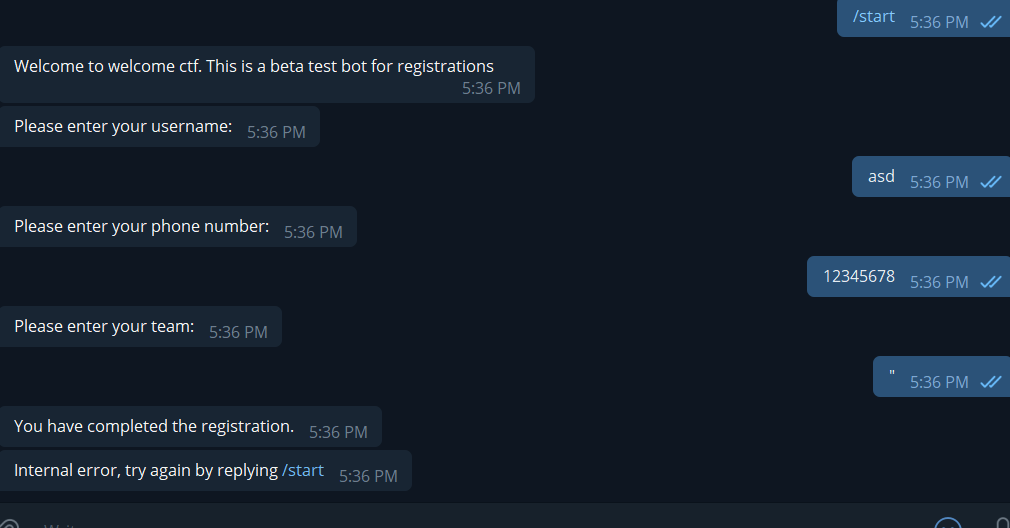 /start 5:36 PM
Welcome to welcome ctf. This is a beta test bot for registrations
5:36 PM
Please enter your username: 5:36 PM
asd 5:36 PM
Please enter your phone number: 5:36 PM
12345678 5:36 PM
Please enter your team: 5:36 PM
" 5:36 PM
You have completed the registration. 5:36 PM
Internal error, try again by replying /start 5:36 PM